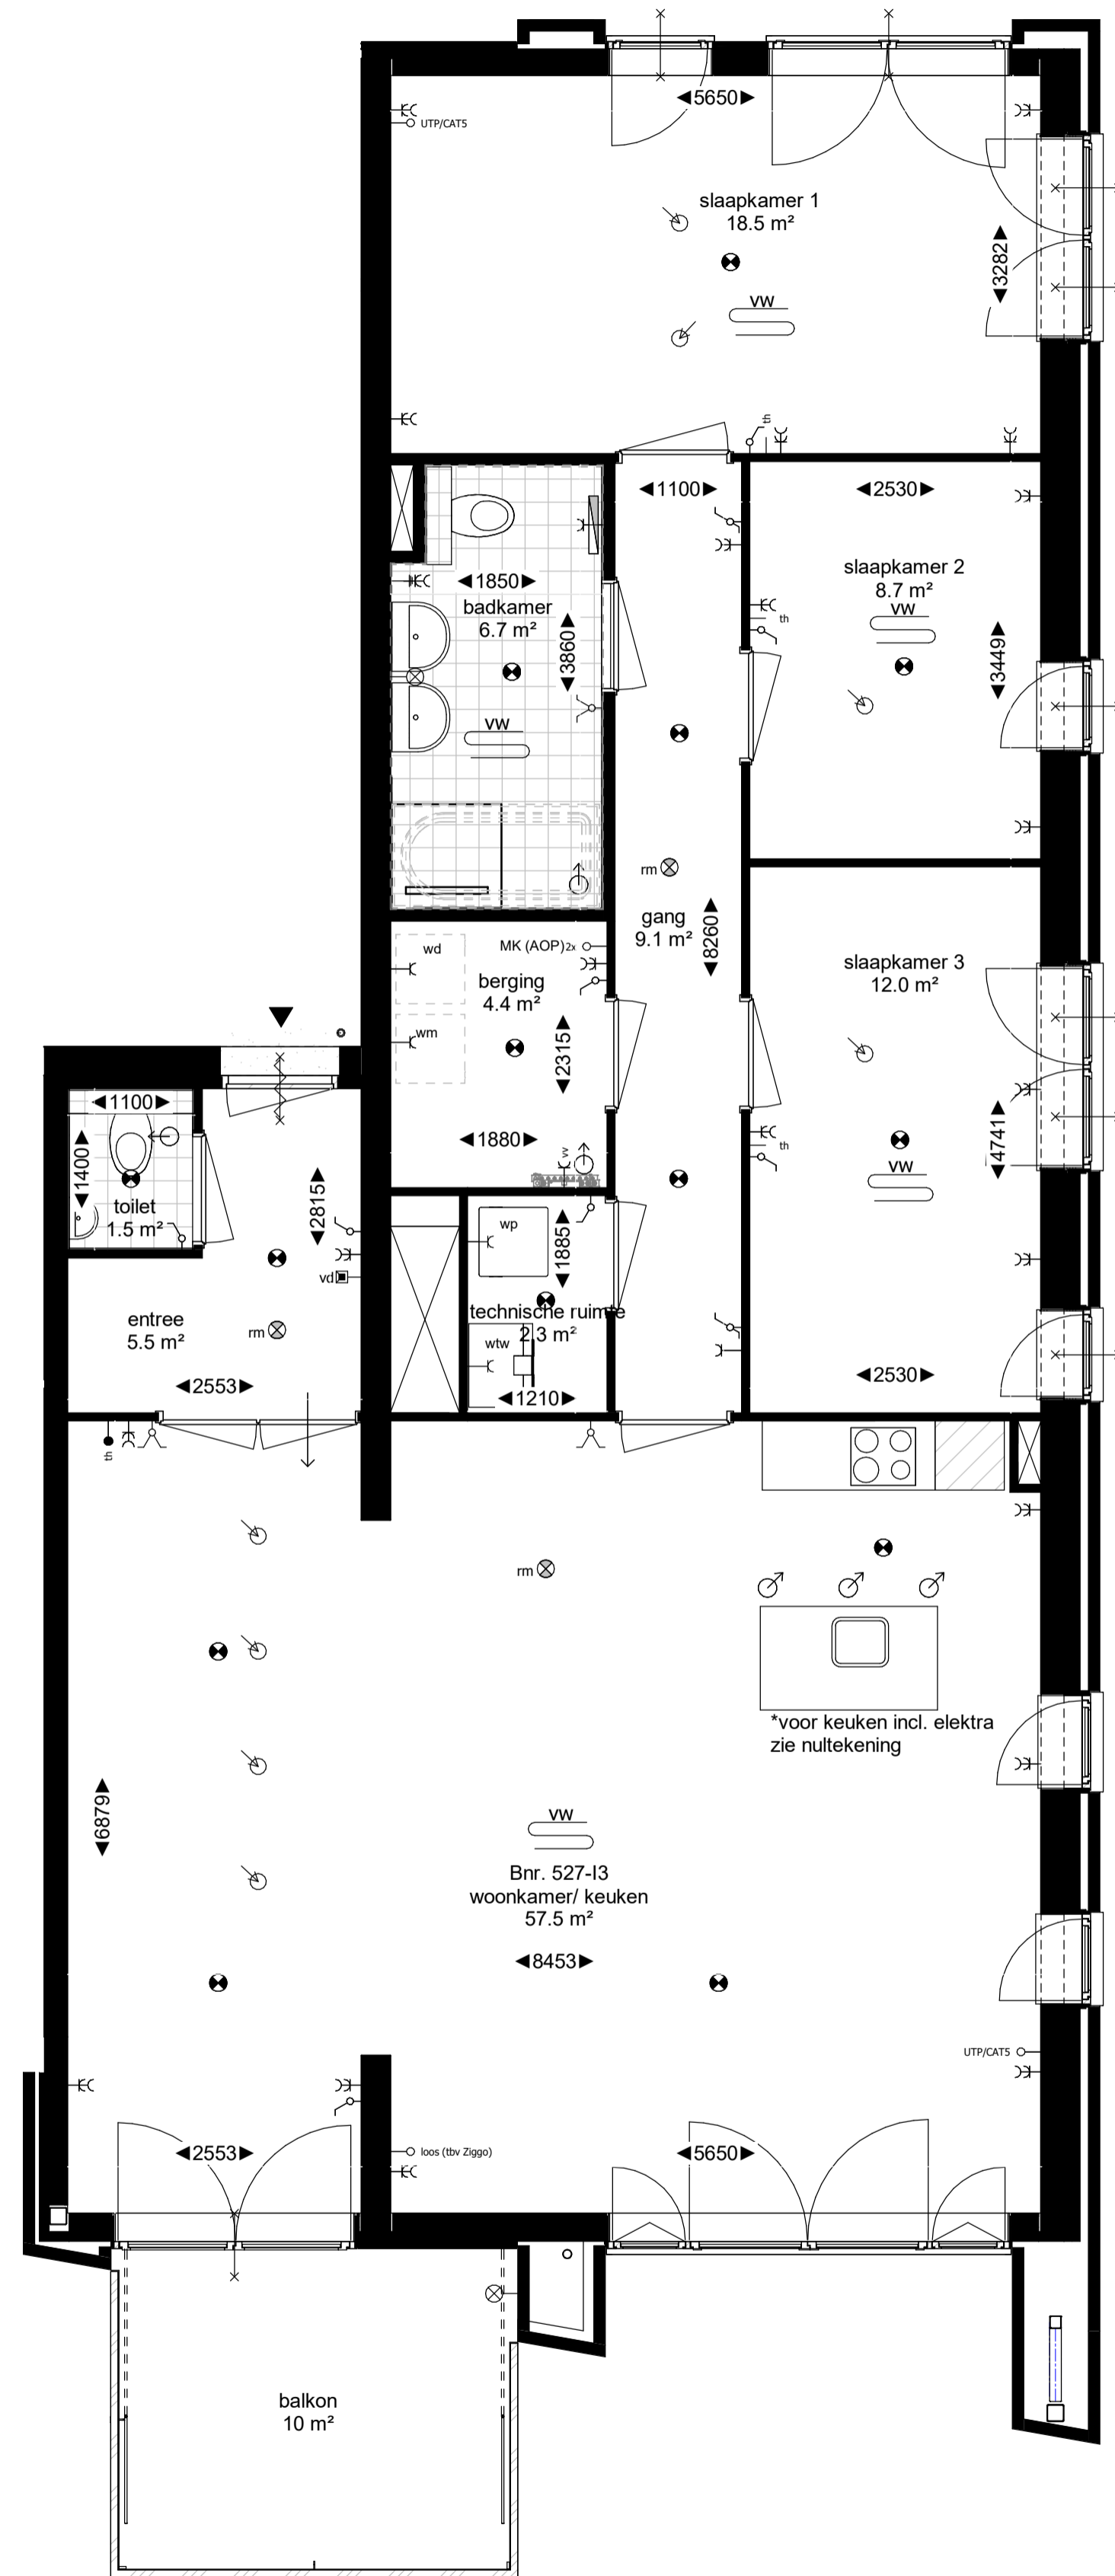 5650
UTP/CAT5
slaapkamer 1
18.5 m²
3282
vw
th
1100
2530
slaapkamer 2
8.7 m²
vw
th
3449
1850
badkamer
6.7 m²
3860
vw
rm
gang
9.1 m²
8260
MK (AOP) 2x
wd
berging
4.4 m²
wm
2315
1880
vv
slaapkamer 3
12.0 m²
th
4741
vw
2530
1100
1400
toilet
1.5 m²
2815
vd
entree
5.5 m²
rm
2553
wp
1885
technische ruimte
2.3 m²
wtw
1210
th
rm
*voor keuken incl. elektra
zie nultekening
6879
vw
Bnr. 527-I3
woonkamer/ keuken
57.5 m²
8453
UTP/CAT5
2553
loos (tbv Ziggo)
5650
balkon
10 m²